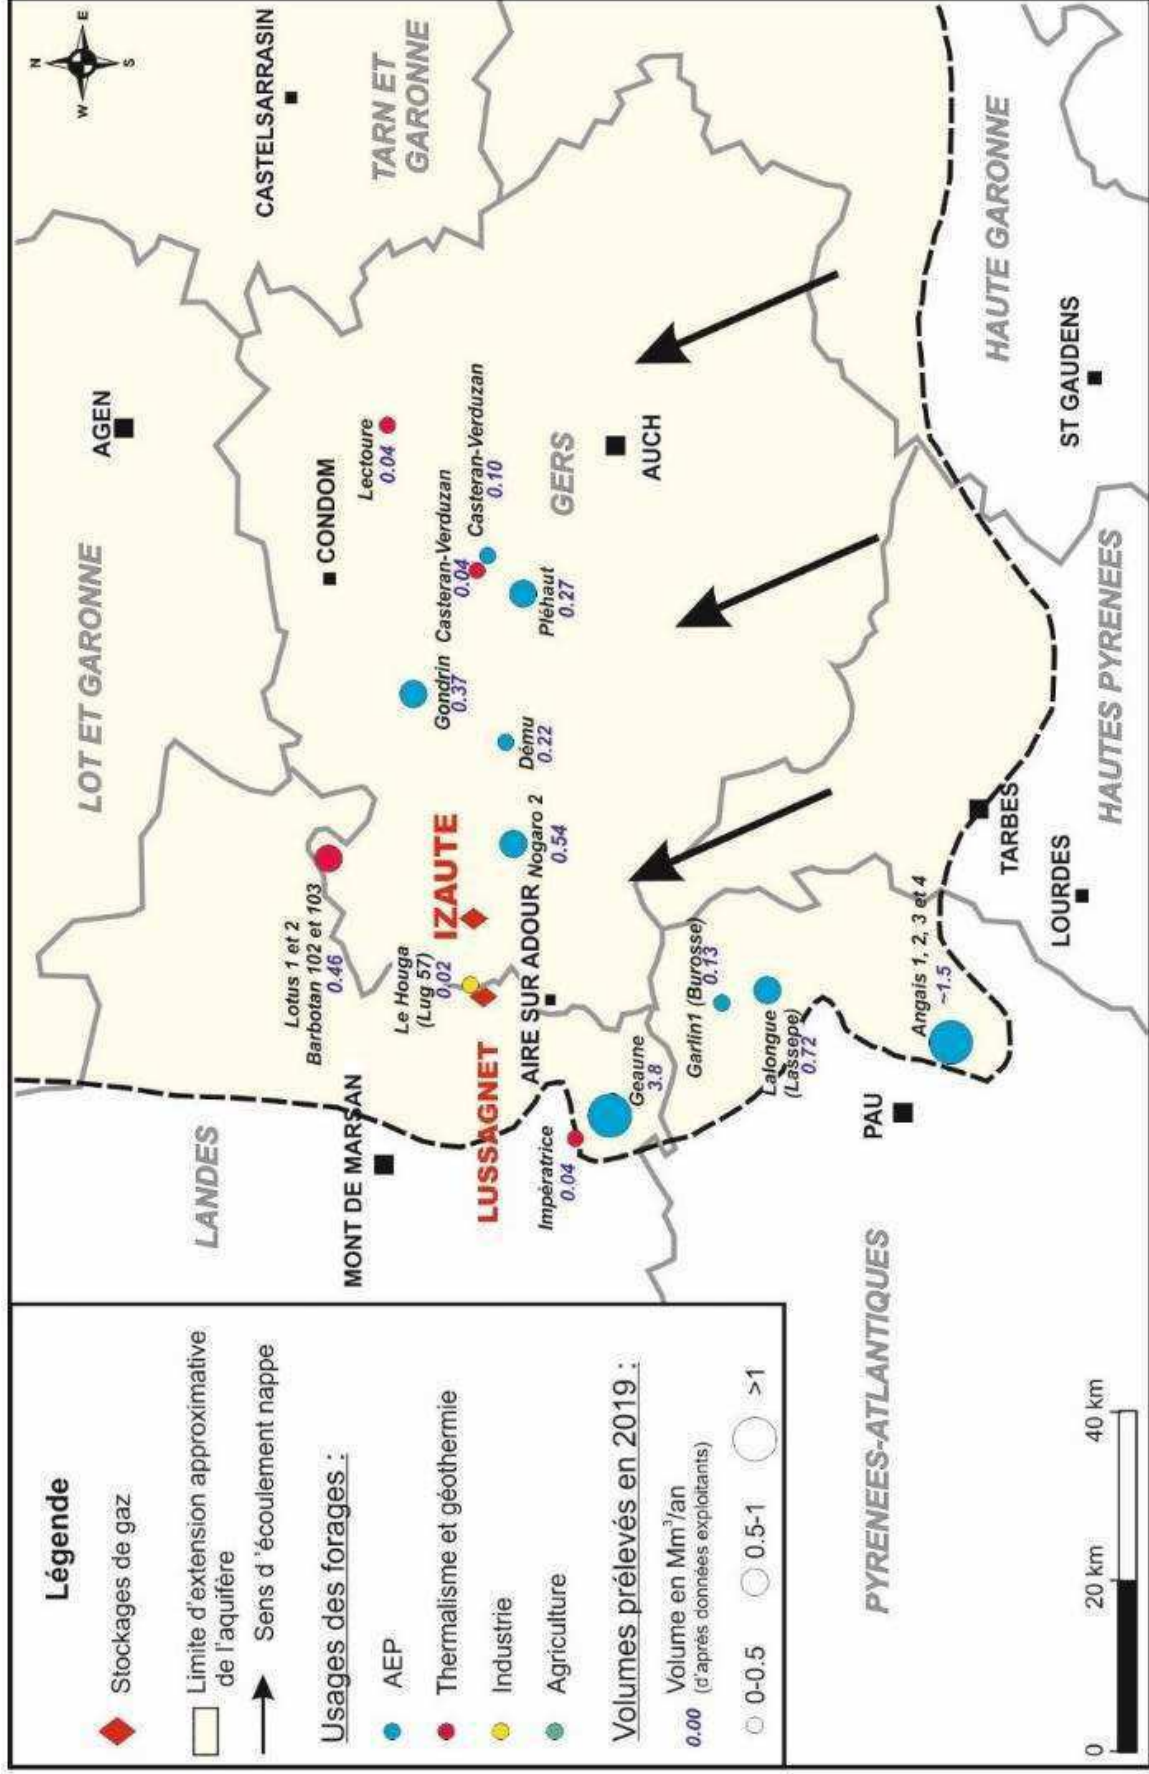 Légende
Stockages de gaz
Limite d'extension approximative
de l'aquifère
Sens d 'écoulement nappe
Usages des forages :
AEP
Thermalisme et géothermie
Industrie
Agriculture
Volumes prélevés en 2019 :
0.00
Volume en Mm³/an
(d'après données exploitants)
0-0.5
0.5-1
>1
0
20 km
40 km
N
W
E
S
LANDES
LOT ET GARONNE
AGEN
CASTELSARRASIN
TARN ET
GARONNE
MONT DE MARSAN
Lotus 1 et 2
Barbotan 102 et 103
0.46
CONDOM
Lectoure
0.04
Le Houga
(Lug 57)
0.02
IZAUTE
LUSSAGNET
Gondrin
0.37
Casteran-Verduzan
0.04
Casteran-Verduzan
0.10
Dému
0.22
Pléhaut
0.27
GERS
AUCH
AIRE SUR ADOUR
Nogaro 2
0.54
Impératrice
0.04
Geaune
3.8
Garlin1 (Burosse)
0.13
Lalongue
(Lassepe)
0.72
PAU
Angais 1, 2, 3 et 4
~1.5
TARBES
LOURDES
PYRENEES-ATLANTIQUES
HAUTES PYRENEES
HAUTE GARONNE
ST GAUDENS